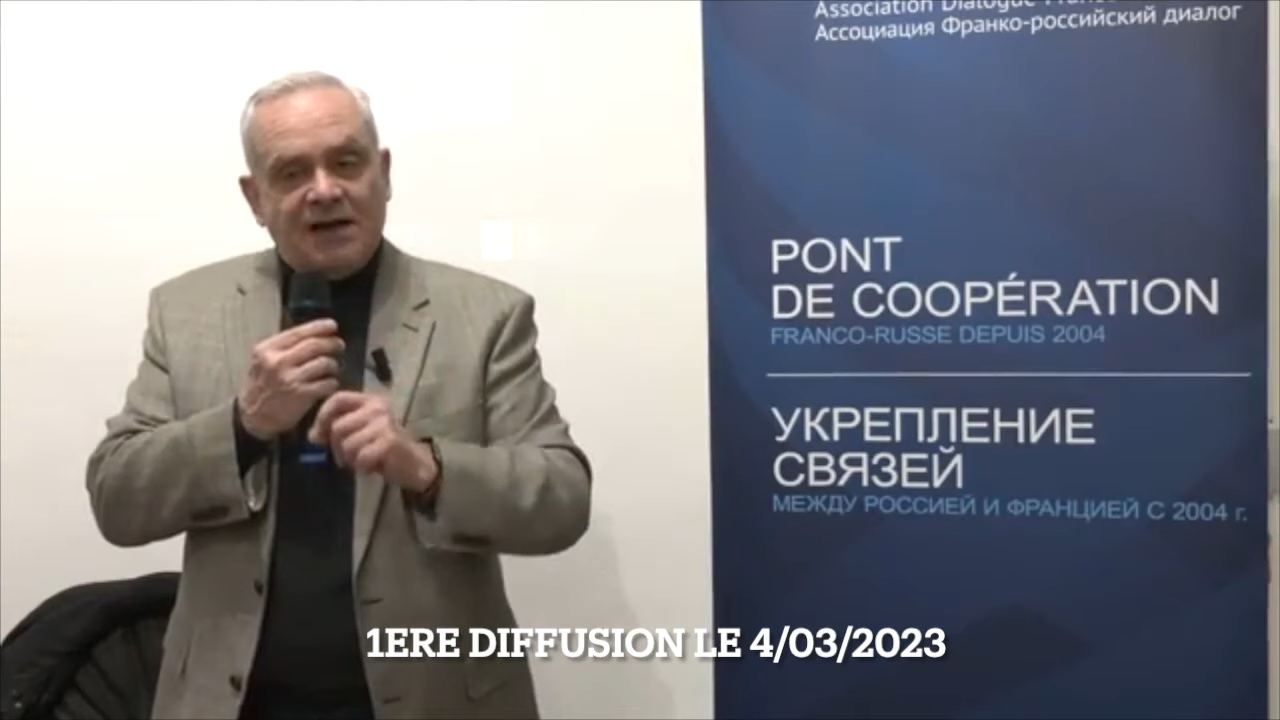 Association Dialogue
Ассоциация Франко-российский диалог
PONT
DE COOPÉRATION
FRANCO-RUSSE DEPUIS 2004
УКРЕПЛЕНИЕ
СВЯЗЕЙ
МЕЖДУ РОССИЕЙ И ФРАНЦИЕЙ С 2004 г.
1ERE DIFFUSION LE 4/03/2023